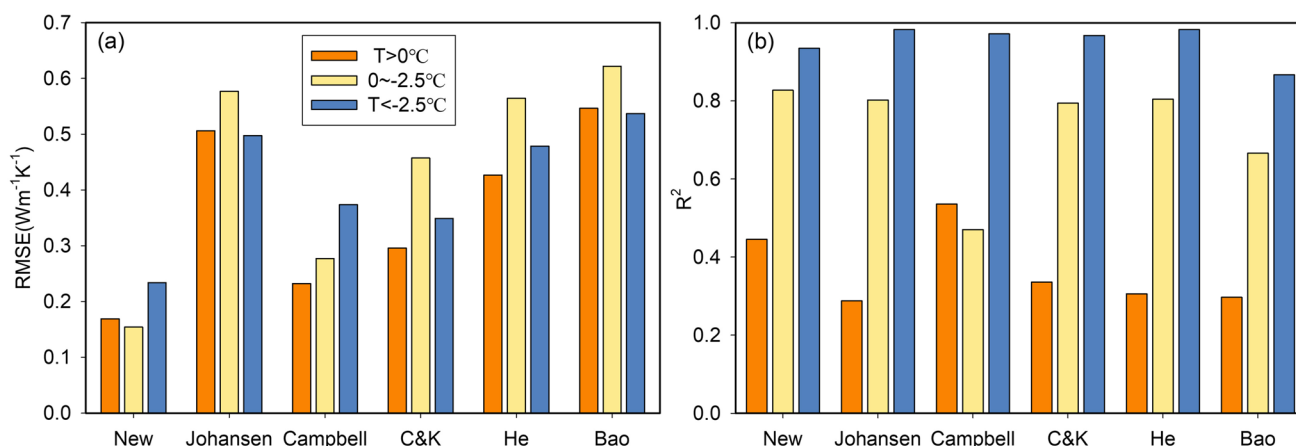 (a)
T>0℃
0~-2.5℃
T<-2.5℃
RMSE(Wm⁻¹K⁻¹)
0.7
0.6
0.5
0.4
0.3
0.2
0.1
0.0
New Johansen Campbell C&K He Bao
(b)
R²
1.0
0.8
0.6
0.4
0.2
0.0
New Johansen Campbell C&K He Bao